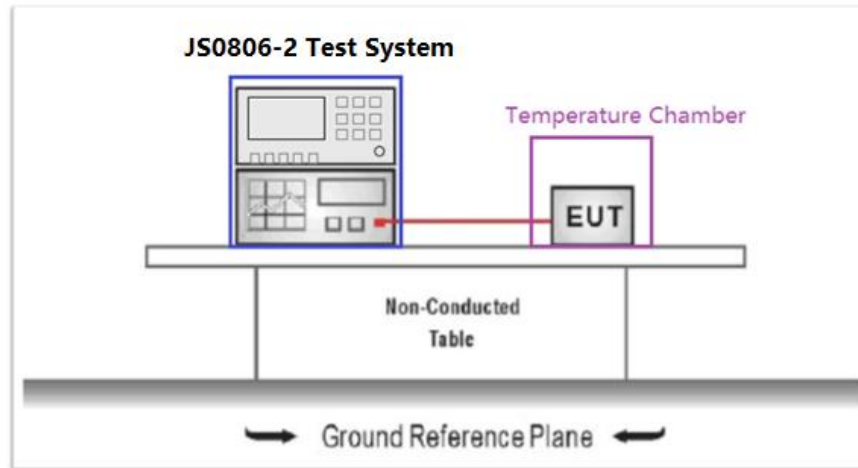 JS0806-2 Test System
Temperature Chamber
EUT
Non-Conducted
Table
Ground Reference Plane